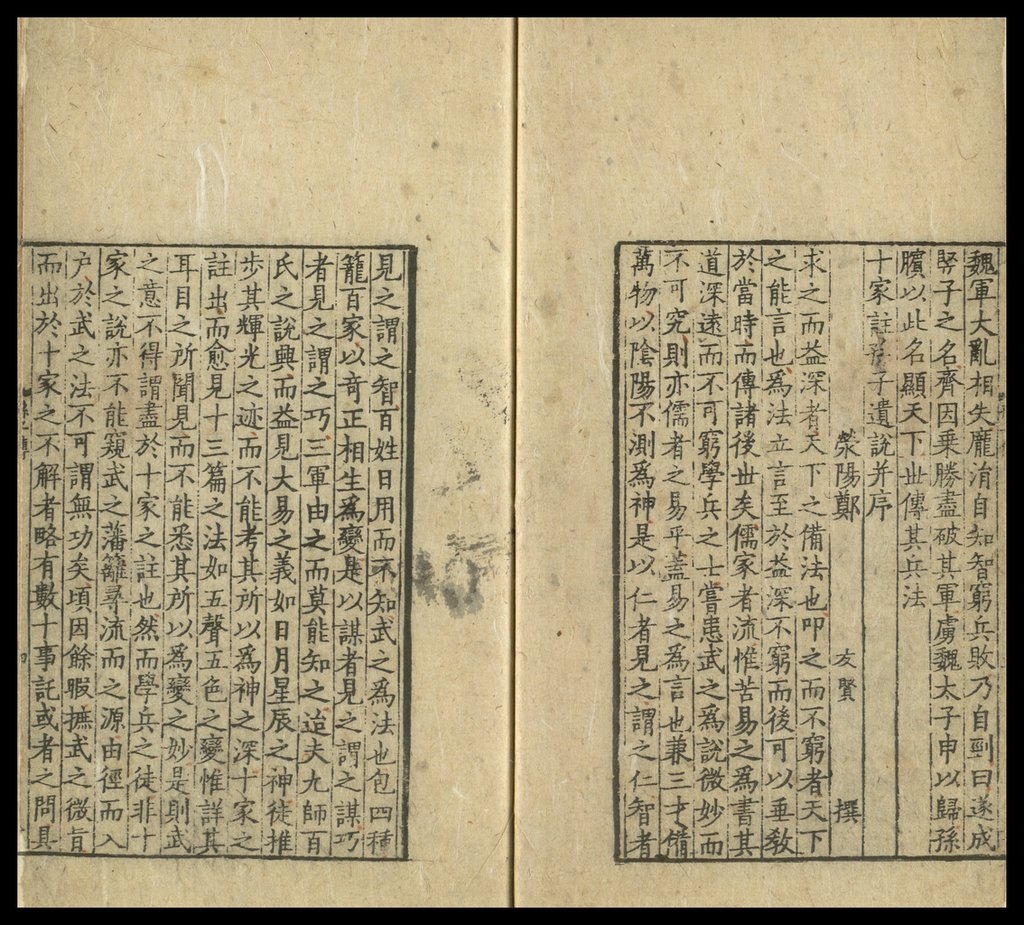 魏軍大亂相失龐涓自知智窮兵敗乃自剄曰遂成
豎子之名齊因乗勝盡破其軍虜魏太子申以歸孫
臏以此名顯天下世傳其兵法
十家註孫子遺說并序
滎陽鄭 友賢 撰
求之而益深者天下之備法也叩之而不窮者天下
之能言也為法立言至於益深不窮而後可以垂教
於當時而傳諸後世矣儒家者流惟苦易之為書其
道深遠而不可窮學兵之士嘗患武之為說微妙而
不可究則亦儒者之易乎蓋易之為言也兼三才備
萬物以陰陽不測為神是以仁者見之謂之仁智者
見之謂之智百姓日用而不知武之為法也包四種
籠百家以奇正相生為變是以謀者見之謂之謀巧
者見之謂之巧三軍由之而莫能知之迨夫九師百
氏之說興而益見大易之義如日月星辰之神徒推
步其輝光之迹而不能考其所以為神之深十家之
註出而愈見十三篇之法如五聲五色之變惟詳其
耳目之所聞見而不能悉其所以為變之妙是則武
之意不得謂盡於十家之註也然而學兵之徒非十
家之說亦不能窺武之藩籬尋流而之源由徑而入
户於武之法不可謂無功矣頃因餘暇摭武之微旨
而出於十家之不解者略有數十事託或者之問具